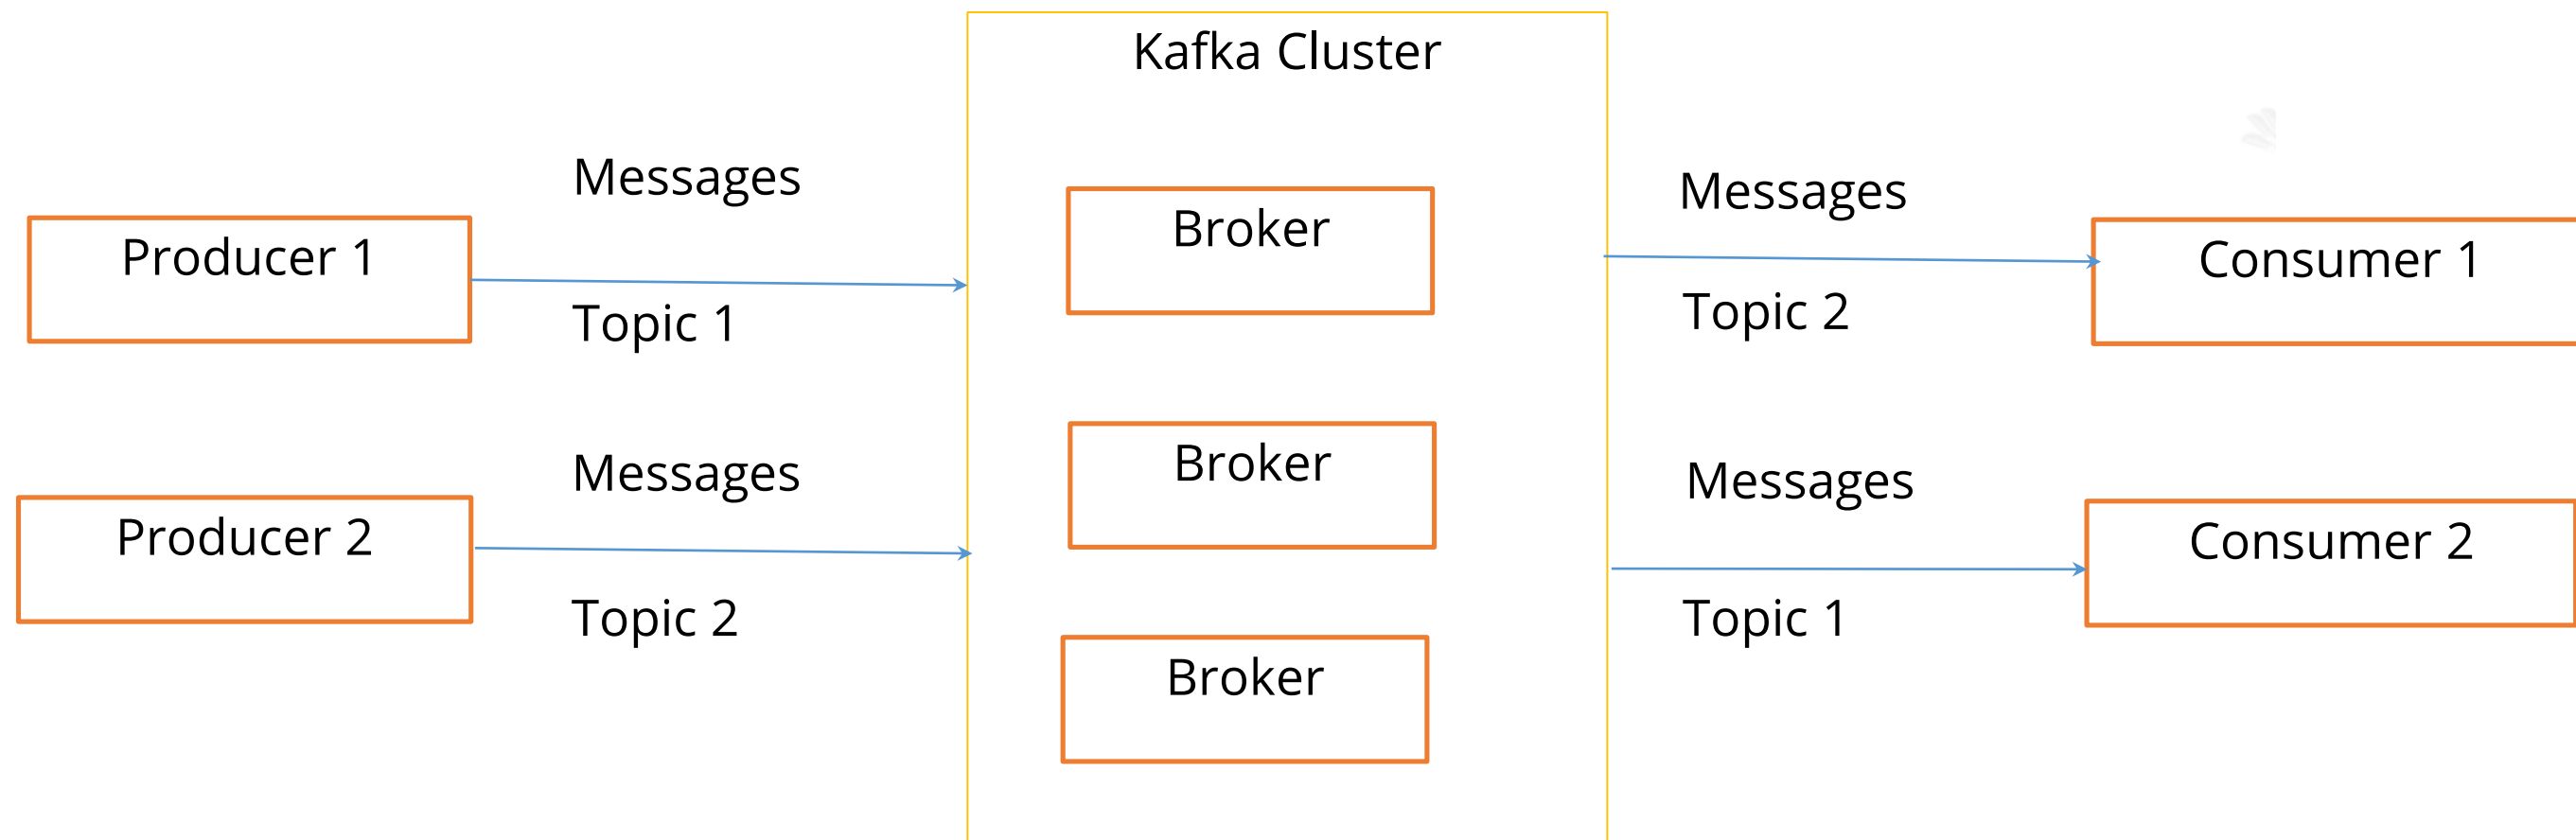 Kafka Cluster
Messages
Producer 1
Topic 1
Messages
Producer 2
Topic 2
Broker
Broker
Broker
Messages
Consumer 1
Topic 2
Messages
Consumer 2
Topic 1